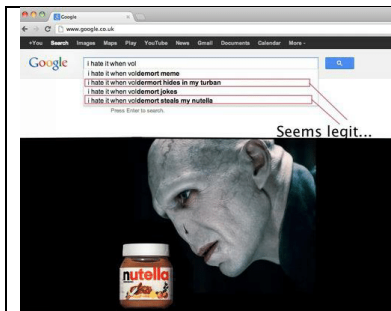 Google
www.google.co.uk
+You Search Images Maps Play YouTube News Gmail Documents Calendar More
Google
i hate it when vol
i hate it when voldemort meme
i hate it when voldemort hides in my turban
i hate it when voldemort jokes
i hate it when voldemort steals my nutella
Press Enter to search.
Seems legit...
nutella